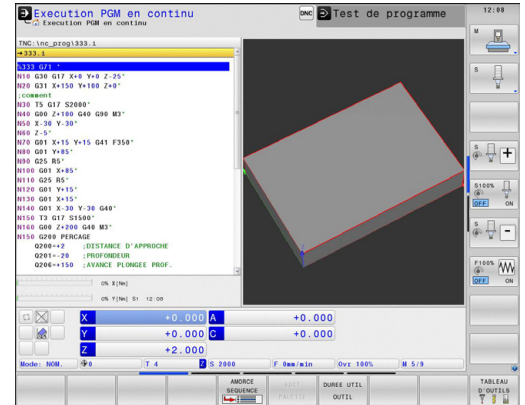 Execution PGM en continu
Execution PGM en continu
DNC
Test de programme
12:08
TNC:\nc_prog\333.i
→333.i
%333 G71 *
N10 G30 G17 X+0 Y+0 Z-25*
N20 G31 X+150 Y+100 Z+0*
;comment
N30 T5 G17 S2000*
N40 G00 Z+100 G40 G90 M3*
N50 X-30 Y-30*
N60 Z-5*
N70 G01 X+15 Y+15 G41 F350*
N80 G01 Y+85*
N90 G25 R5*
N100 G01 X+85*
N110 G25 R5*
N120 G01 Y+15*
N130 G01 X+15*
N140 G01 X-30 Y-30 G40*
N150 T3 G17 S1500*
N160 G00 Z+200 G40 M3*
N150 G200 PERCAGE
Q200=+2 ;DISTANCE D'APPROCHE
Q201=-20 ;PROFONDEUR
Q206=+150 ;AVANCE PLONGEE PROF.
0% X[Nm]
0% Y[Nm] S1 12:08
X +0.000 A +0.000
Y +0.000 C +0.000
Z +2.000
Mode: NOM. 0 T 4 Z S 2000 F 0mm/min Ovr 100% M 5/9
M
S
S
S100%
OFF ON
S
F100%
OFF ON
AMORCE
SEQUENCE
EDIT
PALETTE
DUREE UTIL
OUTIL
TABLEAU
D'OUTILS